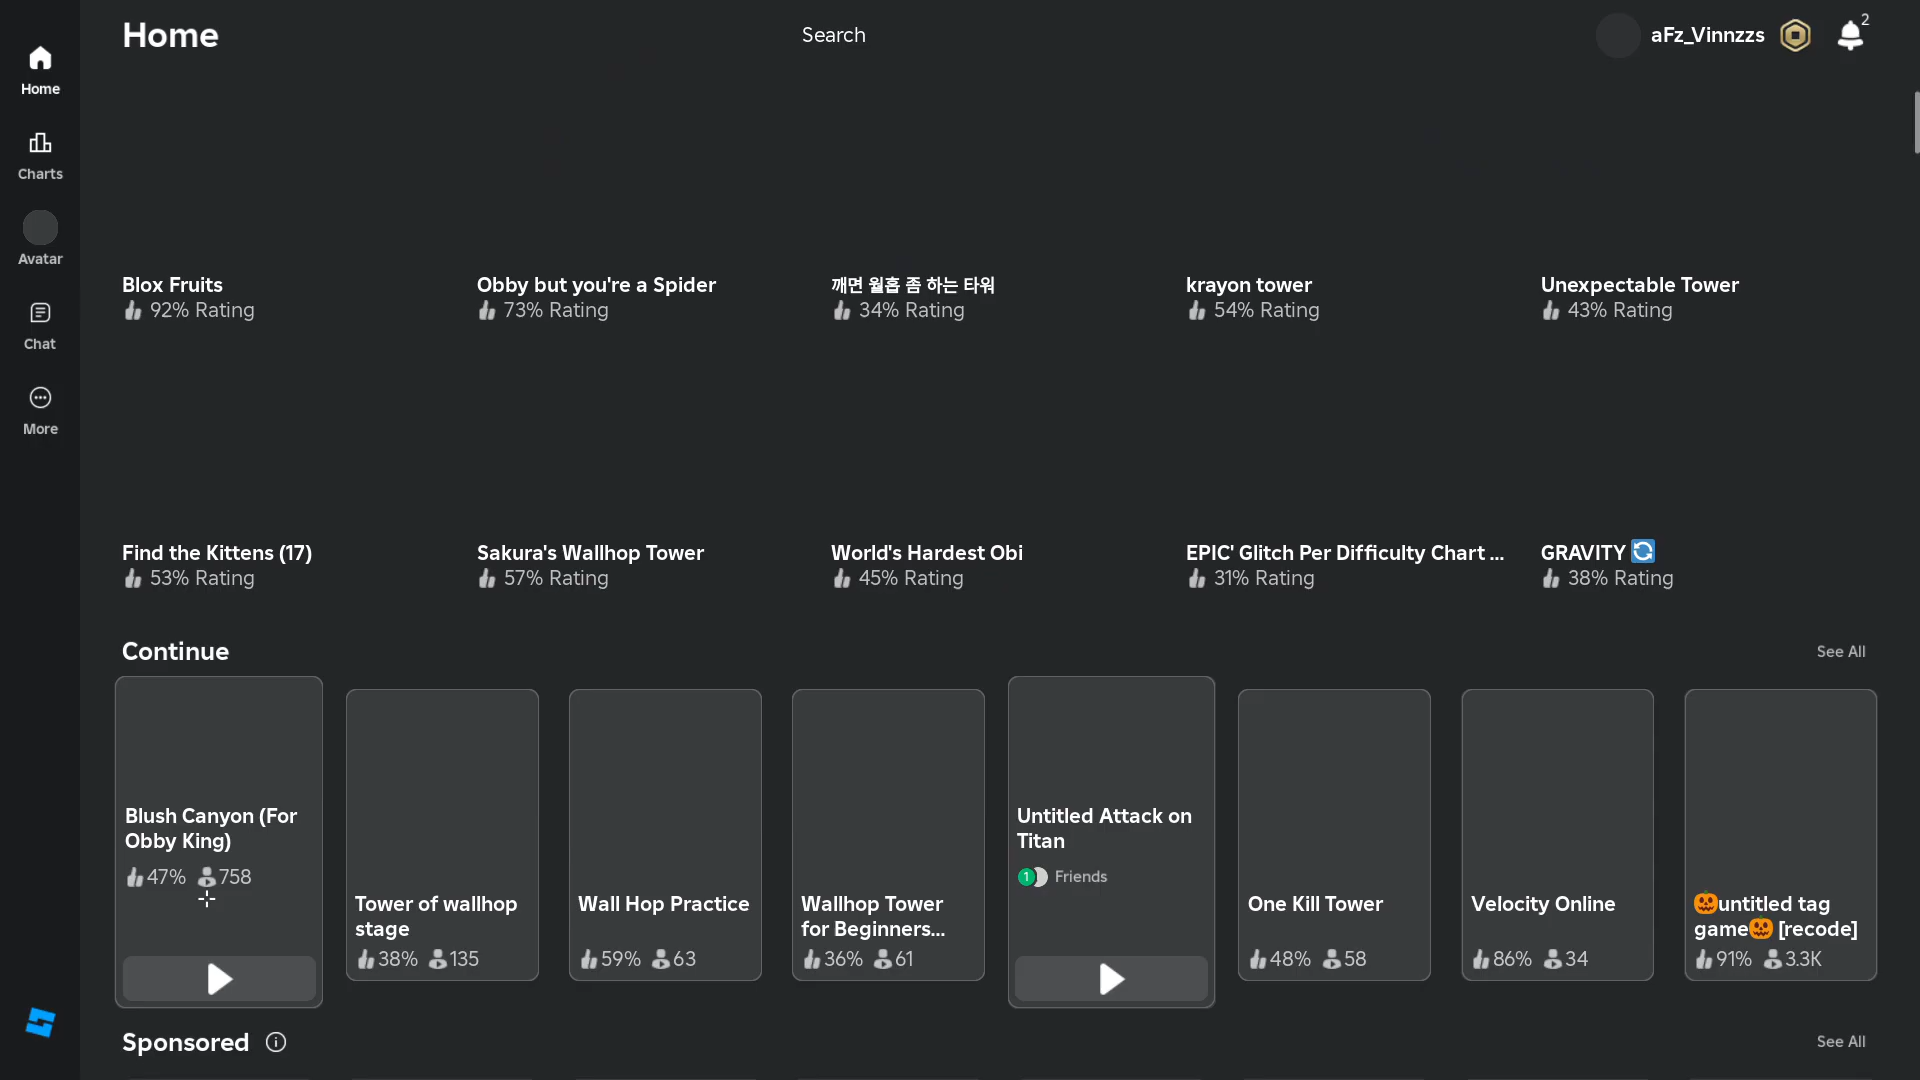 Home
Search
aFz_Vinnzzs
2
Home
Charts
Avatar
Chat
More
Blox Fruits
92% Rating
Obby but you're a Spider
73% Rating
깨면 월홉 좀 하는 타워
34% Rating
krayon tower
54% Rating
Unexpectable Tower
43% Rating
Find the Kittens (17)
53% Rating
Sakura's Wallhop Tower
57% Rating
World's Hardest Obi
45% Rating
EPIC' Glitch Per Difficulty Chart ...
31% Rating
GRAVITY 🔄
38% Rating
Continue
See All
Blush Canyon (For
Obby King)
47% 758
Tower of wallhop
stage
38% 135
Wall Hop Practice
59% 63
Wallhop Tower
for Beginners...
36% 61
Untitled Attack on
Titan
1 Friends
One Kill Tower
48% 58
Velocity Online
86% 34
🎃untitled tag
game🎃 [recode]
91% 3.3K
Sponsored
See All